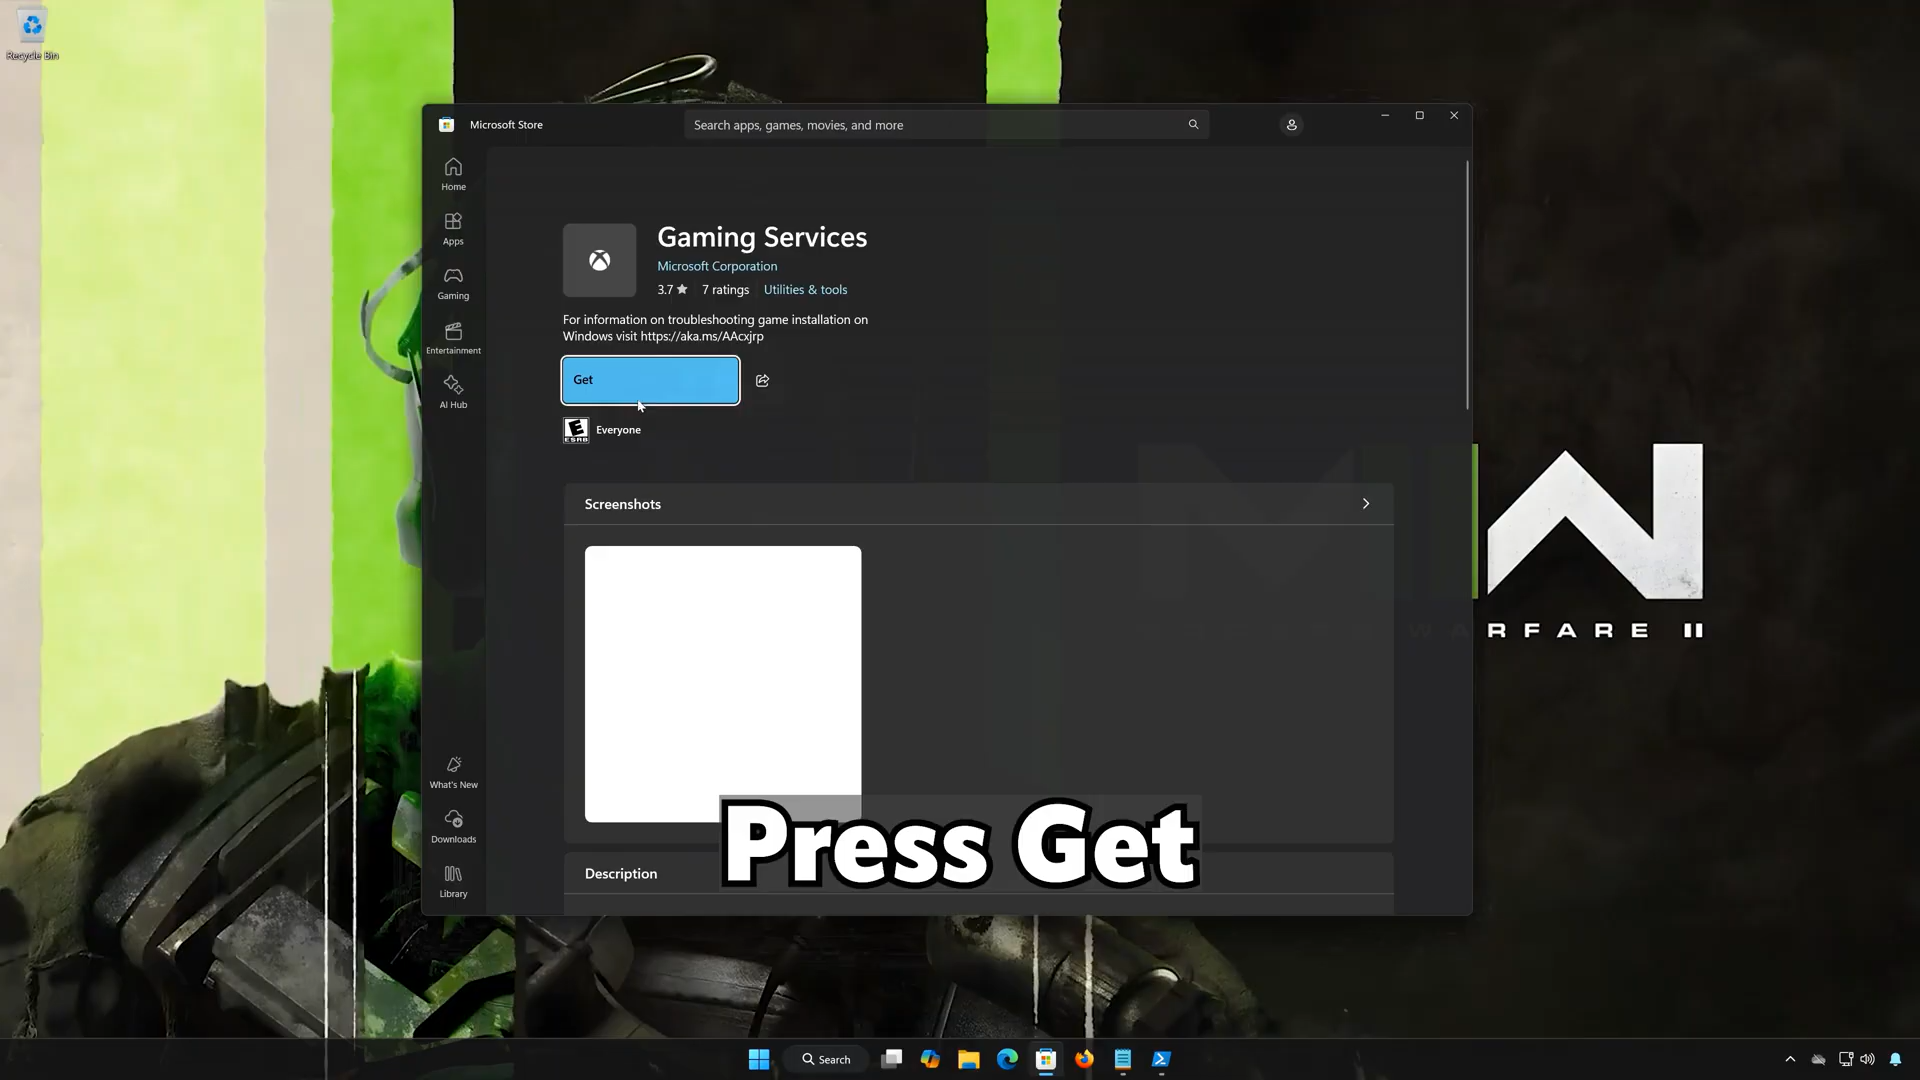 Recycle Bin
Microsoft Store
Search apps, games, movies, and more
Home
Apps
Gaming
Entertainment
AI Hub
What's New
Downloads
Library
Gaming Services
Microsoft Corporation
3.7 ★ 7 ratings Utilities & tools
For information on troubleshooting game installation on
Windows visit https://aka.ms/AAcxjrp
Get
E
ESRB
Everyone
Screenshots
Description
Press Get
W
WARFARE II
Search